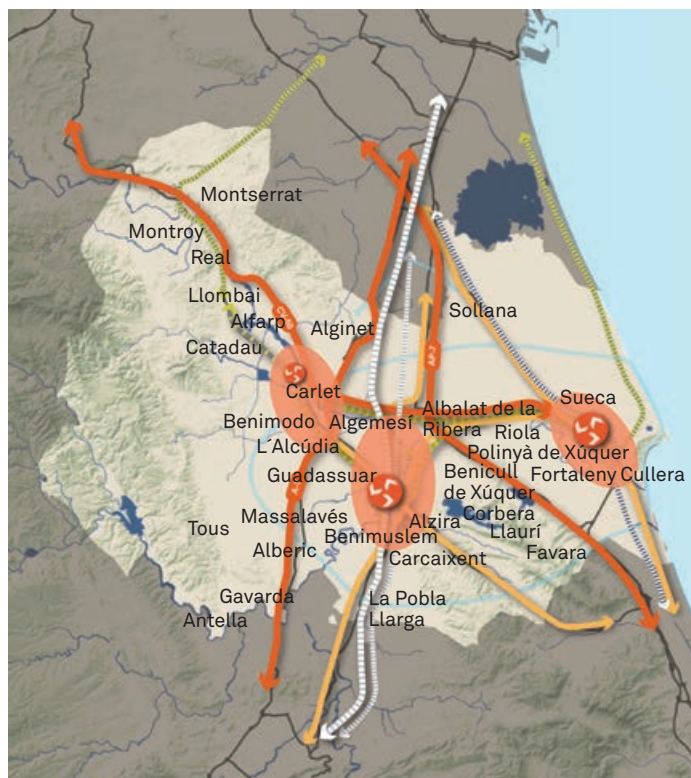 Montserrat
Montroy
Real
Llombai
Alfarp
Catadau
Alginet
Sollana
Carlet
Benimodo
Algemesí
L´Alcúdia
Guadassuar
Albalat de la
Ribera
Sueca
Riola
Polinyà de Xúquer
Fortaleny
Cullera
Benicull
de Xúquer
Corbera
Llaurí
Favara
Tous
Massalavés
Alzira
Benimuslem
Alberic
Carcaixent
Gavarda
Antella
La Pobla
Llarga